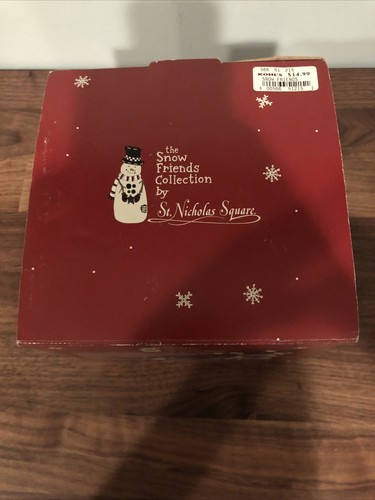 KOHL'S $14.99
SNOW FRIENDS
the
Snow
Friends
Collection
by
St. Nicholas Square